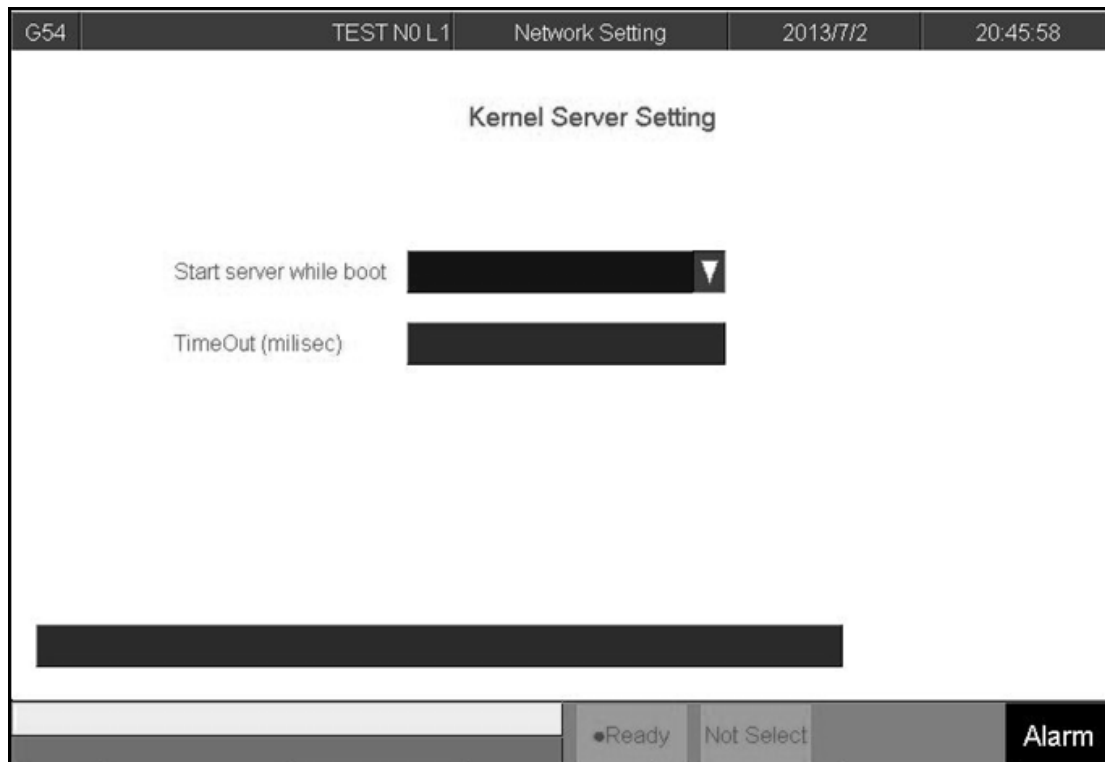 G54 TEST N0 L1 Network Setting 2013/7/2 20:45:58
Kernel Server Setting
Start server while boot
TimeOut (milisec)
●Ready Not Select Alarm